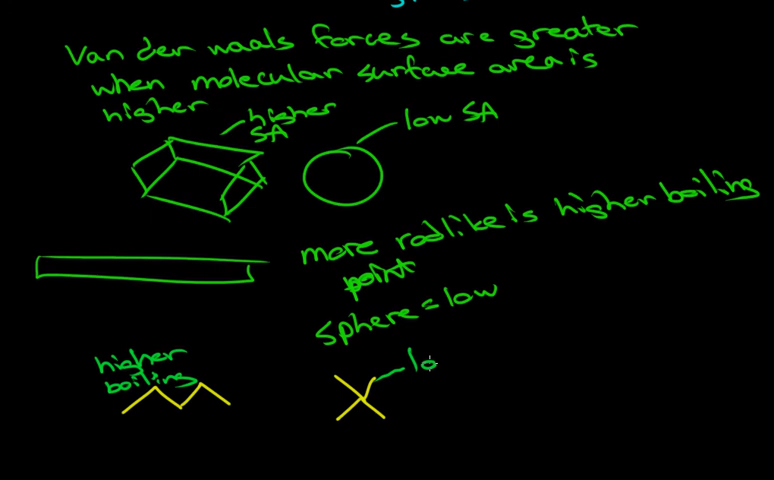 Van der waals forces are greater
when molecular surface area is
higher
higher
SA
low SA
more rodlike is higher boiling
point
Sphere = low
higher
boiling
lo